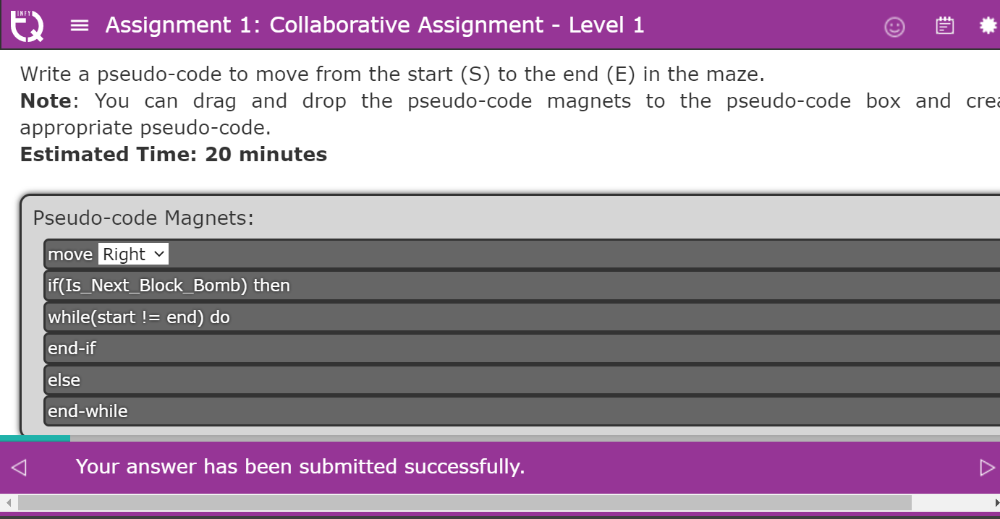 INFY
TQ
Assignment 1: Collaborative Assignment - Level 1
Write a pseudo-code to move from the start (S) to the end (E) in the maze.
Note: You can drag and drop the pseudo-code magnets to the pseudo-code box and
appropriate pseudo-code.
Estimated Time: 20 minutes
Pseudo-code Magnets:
move Right
if(Is_Next_Block_Bomb) then
while(start != end) do
end-if
else
end-while
Your answer has been submitted successfully.